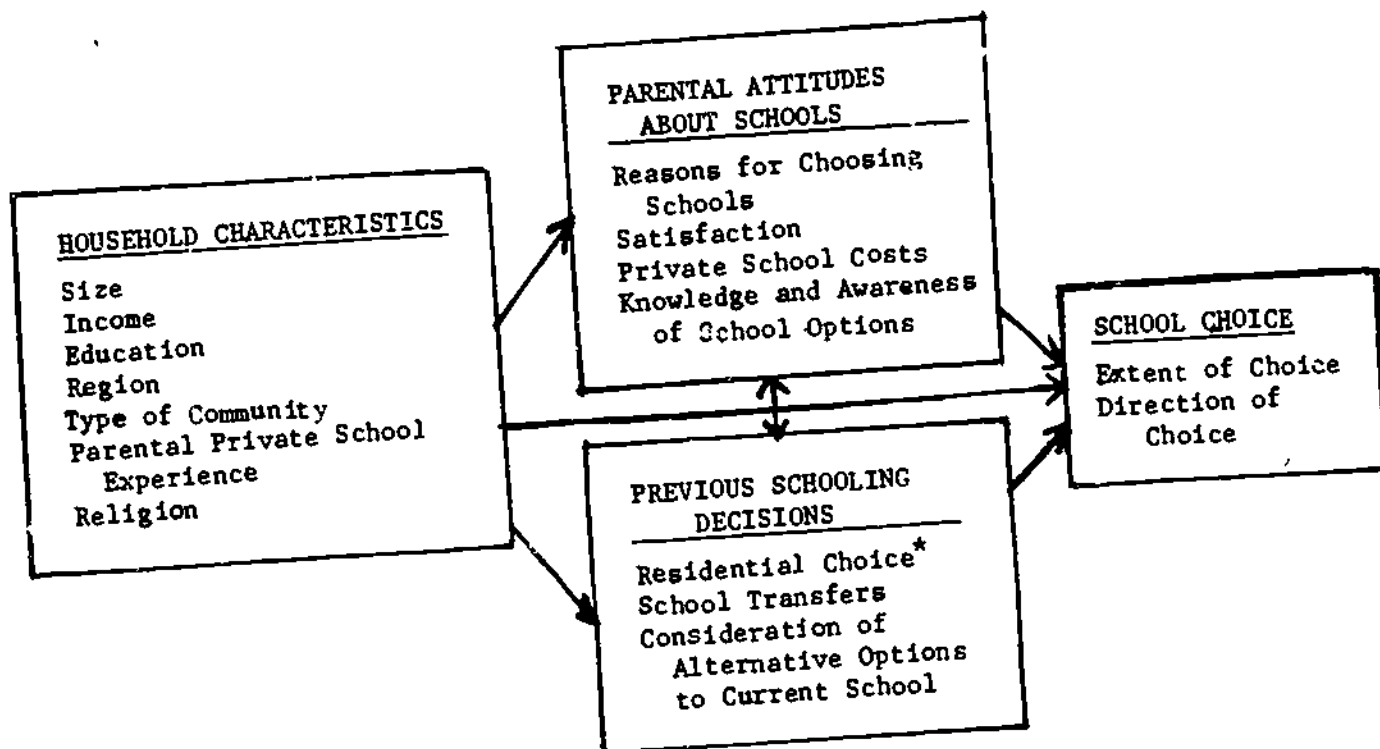 HOUSEHOLD CHARACTERISTICS
Size
Income
Education
Region
Type of Community
Parental Private School
Experience
Religion
PARENTAL ATTITUDES
ABOUT SCHOOLS
Reasons for Choosing
Schools
Satisfaction
Private School Costs
Knowledge and Awareness
of School Options
PREVIOUS SCHOOLING
DECISIONS
Residential Choice*
School Transfers
Consideration of
Alternative Options
to Current School
SCHOOL CHOICE
Extent of Choice
Direction of
Choice